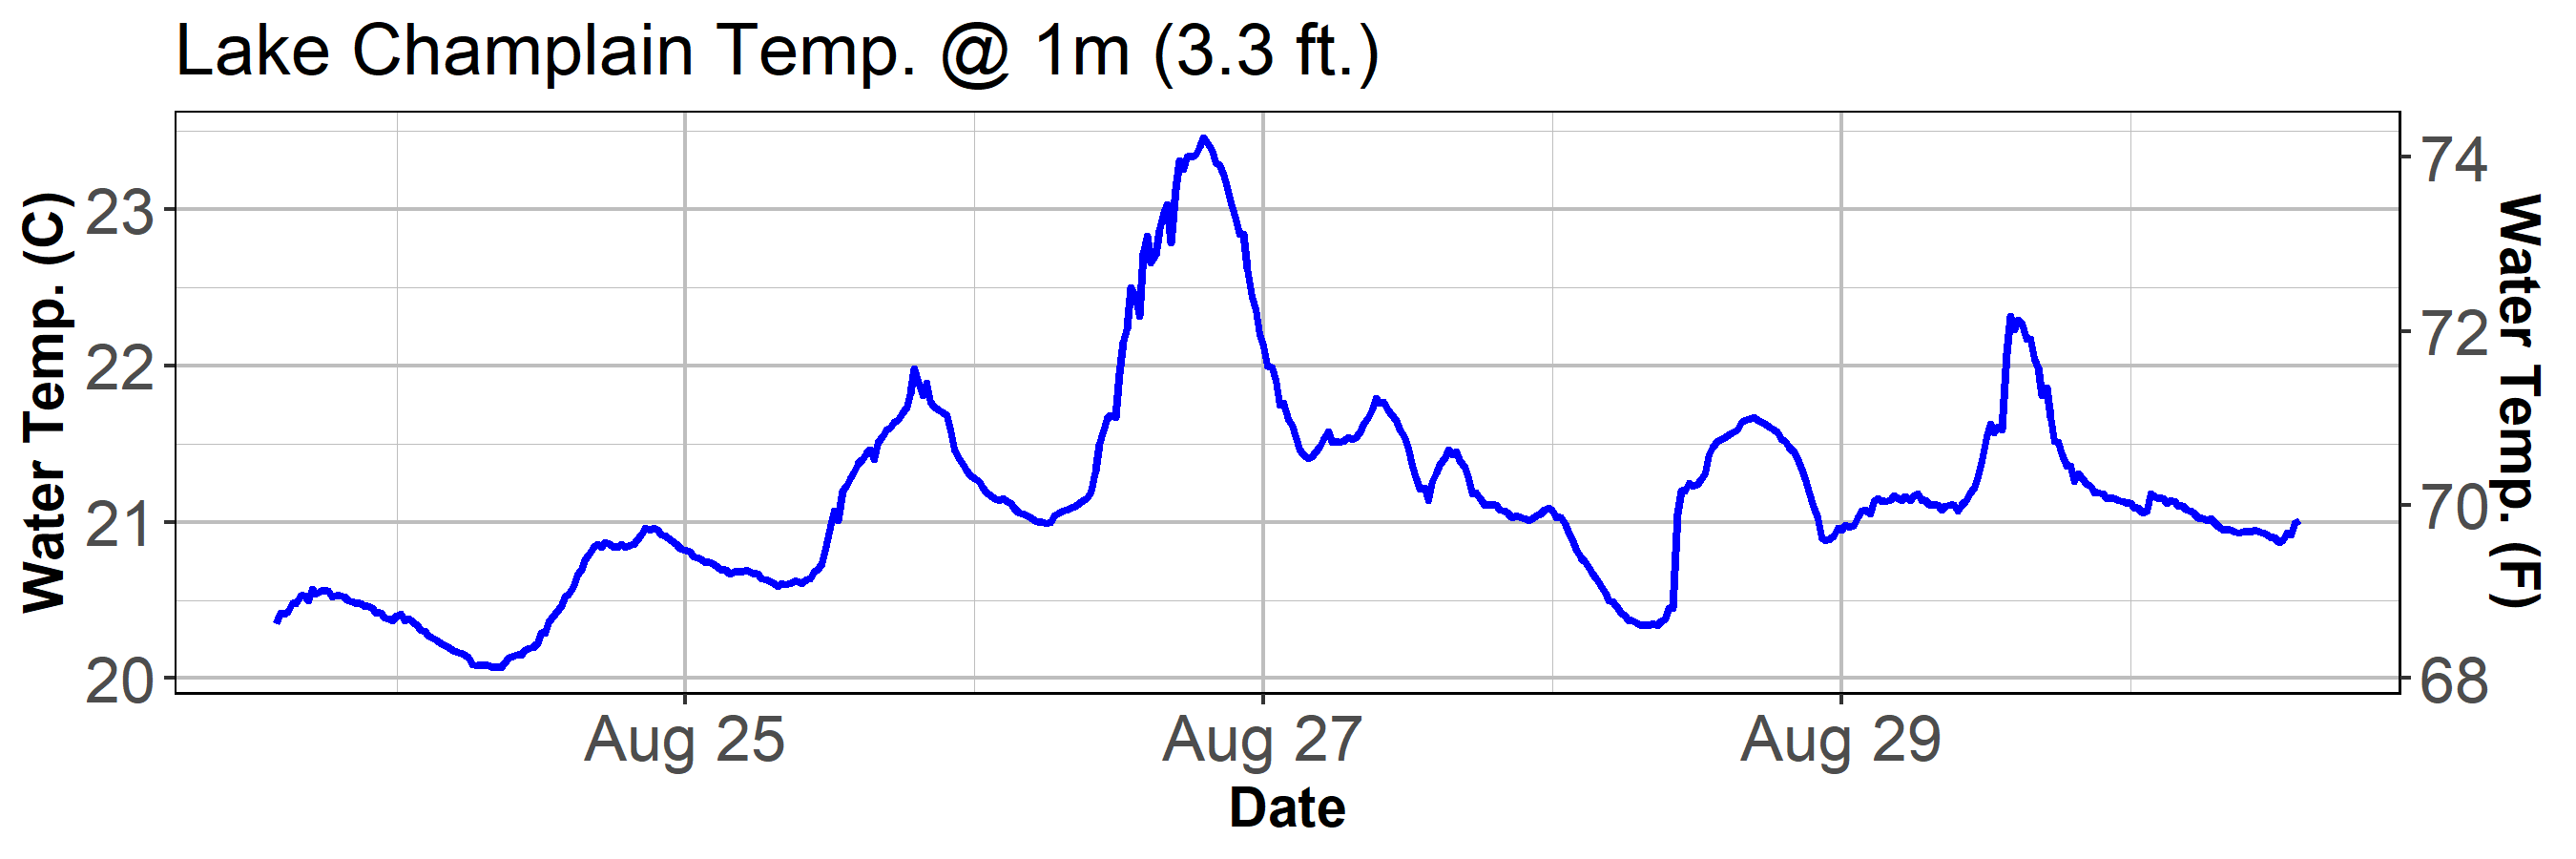 Lake Champlain Temp. @ 1m (3.3 ft.)
Water Temp. (C)
23
22
21
20
74
72
70
68
Water Temp. (F)
Aug 25 Aug 27 Aug 29
Date